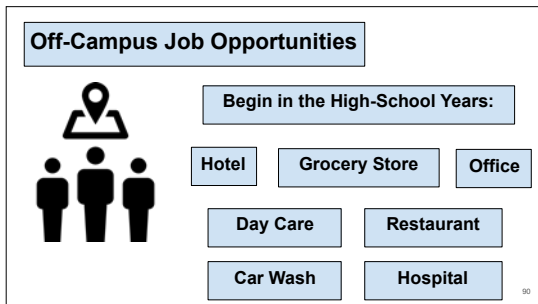 Off-Campus Job Opportunities
Begin in the High-School Years:
Hotel
Grocery Store
Office
Day Care
Restaurant
Car Wash
Hospital
90